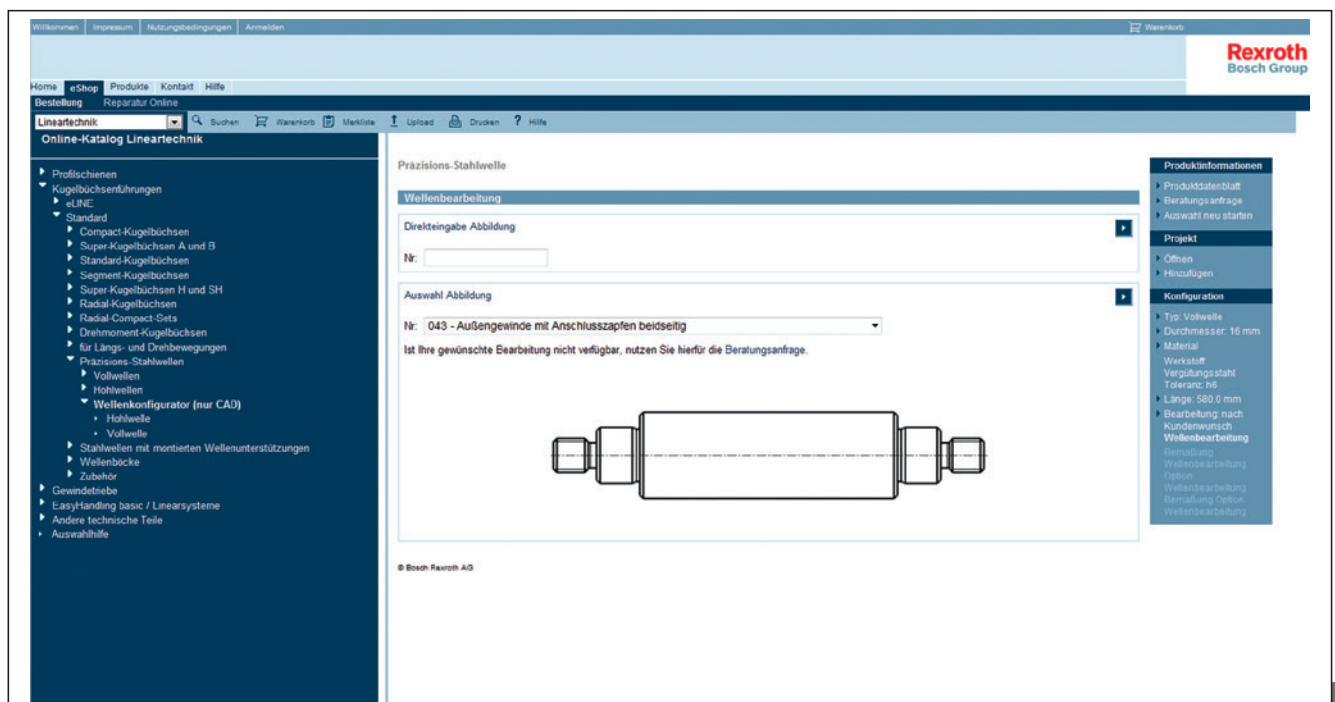 Willkommen Impressum Nutzungsbedingungen Anmelden Warenkorb
Rexroth
Bosch Group
Home eShop Produkte Kontakt Hilfe
Bestellung Reparatur Online
Lineartechnik Suchen Warenkorb Merkliste Upload Drucken ? Hilfe
Online-Katalog Lineartechnik
Profilschienen
Kugelbüchsenführungen
eLINE
Standard
Compact-Kugelbüchsen
Super-Kugelbüchsen A und B
Standard-Kugelbüchsen
Segment-Kugelbüchsen
Super-Kugelbüchsen H und SH
Radial-Kugelbüchsen
Radial-Compact-Sets
Drehmoment-Kugelbüchsen
für Längs- und Drehbewegungen
Präzisions-Stahlwellen
Vollwellen
Hohlwellen
Wellenkonfigurator (nur CAD)
Hohlwelle
Vollwelle
Stahlwellen mit montierten Wellenunterstützungen
Wellenböcke
Zubehör
Gewindetriebe
EasyHandling basic / Linearsysteme
Andere technische Teile
Auswahlhilfe
Präzisions-Stahlwelle
Wellenbearbeitung
Direkteingabe Abbildung
Nr:
Auswahl Abbildung
Nr: 043 - Außengewinde mit Anschlusszapfen beidseitig
Ist Ihre gewünschte Bearbeitung nicht verfügbar, nutzen Sie hierfür die Beratungsanfrage.
© Bosch Rexroth AG
Produktinformationen
Produktdatenblatt
Beratungsanfrage
Auswahl neu starten
Projekt
Öffnen
Hinzufügen
Konfiguration
Typ: Vollwelle
Durchmesser: 16 mm
Material
Werkstoff:
Vergütungsstahl
Toleranz: h6
Länge: 580.0 mm
Bearbeitung: nach
Kundenwunsch
Wellenbearbeitung
Bemaßung
Wellenbearbeitung
Option
Wellenbearbeitung
Bemaßung Option
Wellenbearbeitung